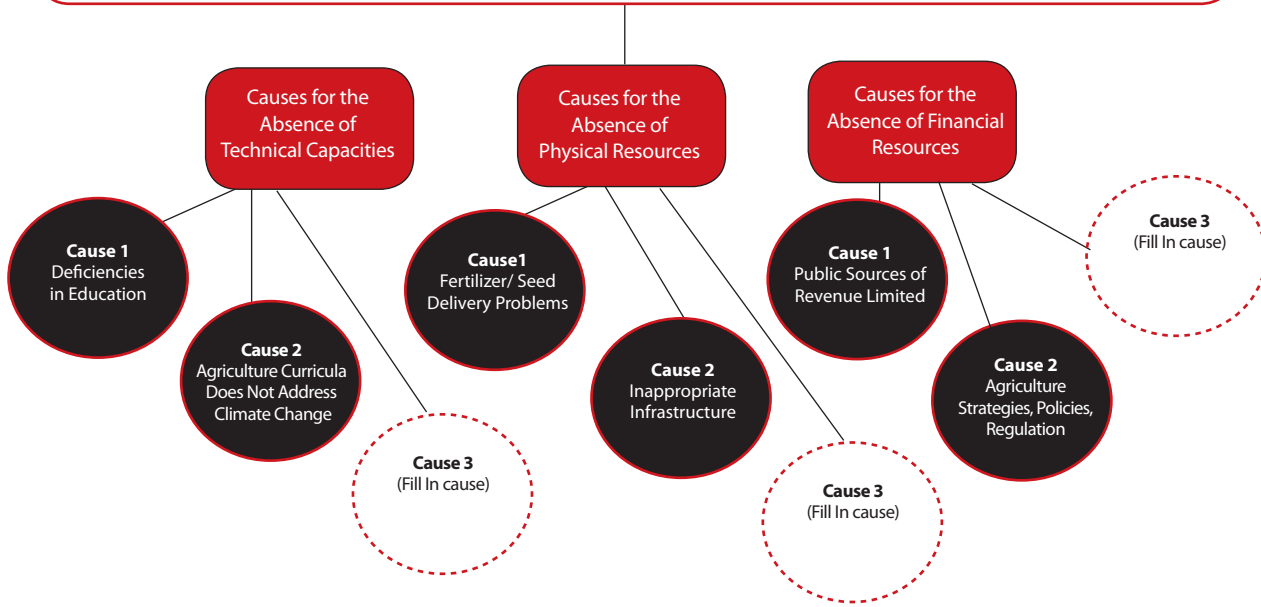 Causes for the
Absence of
Technical Capacities
Causes for the
Absence of
Physical Resources
Causes for the
Absence of Financial
Resources
Cause 1
Deficiencies
in Education
Cause 2
Agriculture Curricula
Does Not Address
Climate Change
Cause 3
(Fill In cause)
Cause1
Fertilizer/ Seed
Delivery Problems
Cause 2
Inappropriate
Infrastructure
Cause 3
(Fill In cause)
Cause 1
Public Sources of
Revenue Limited
Cause 2
Agriculture
Strategies, Policies,
Regulation
Cause 3
(Fill In cause)